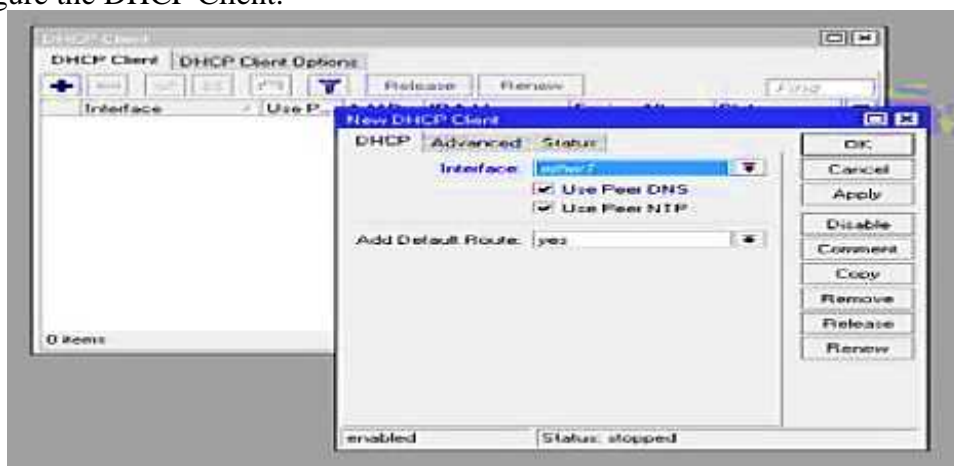 gure the DHCP Client.
DHCP Client
DHCP Client DHCP Client Options
Release Renew Find
Interface Use P...
New DHCP Client
DHCP Advanced Status
Interface:
Use Peer DNS
Use Peer NTP
Add Default Route: yes
OK
Cancel
Apply
Disable
Comment
Copy
Remove
Release
Renew
0 items
enabled Status: stopped